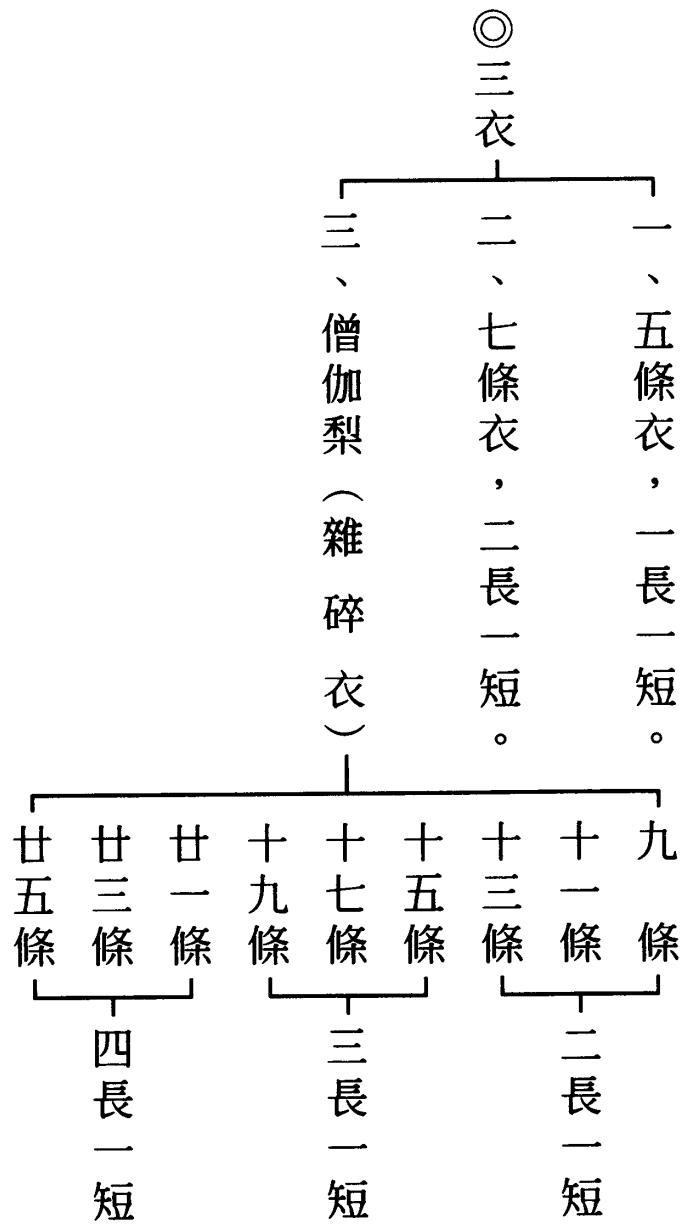 ◎三衣
一、五條衣，一長一短。
二、七條衣，二長一短。
三、僧伽梨（雜碎衣）
九條
十一條
十三條
二長一短
十五條
十七條
十九條
三長一短
廿一條
廿三條
廿五條
四長一短